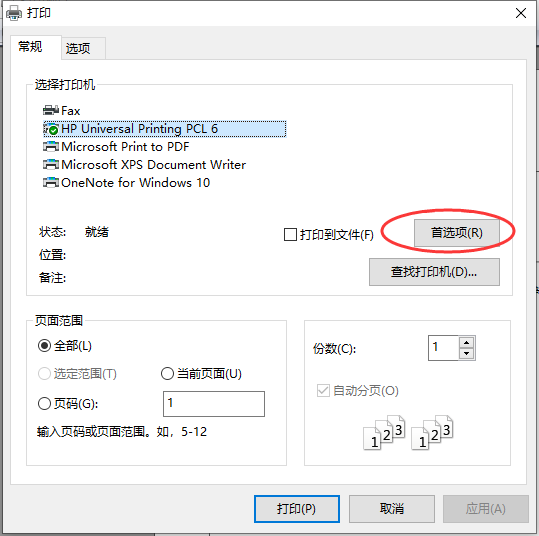 打印
常规
选项
选择打印机
Fax
HP Universal Printing PCL 6
Microsoft Print to PDF
Microsoft XPS Document Writer
OneNote for Windows 10
状态: 就绪
打印到文件(F)
首选项(R)
位置:
备注:
查找打印机(D)...
页面范围
全部(L)
选定范围(T)
当前页面(U)
页码(G):
1
输入页码或页面范围。如，5-12
份数(C):
1
自动分页(O)
1 2 3 1 2 3
打印(P)
取消
应用(A)